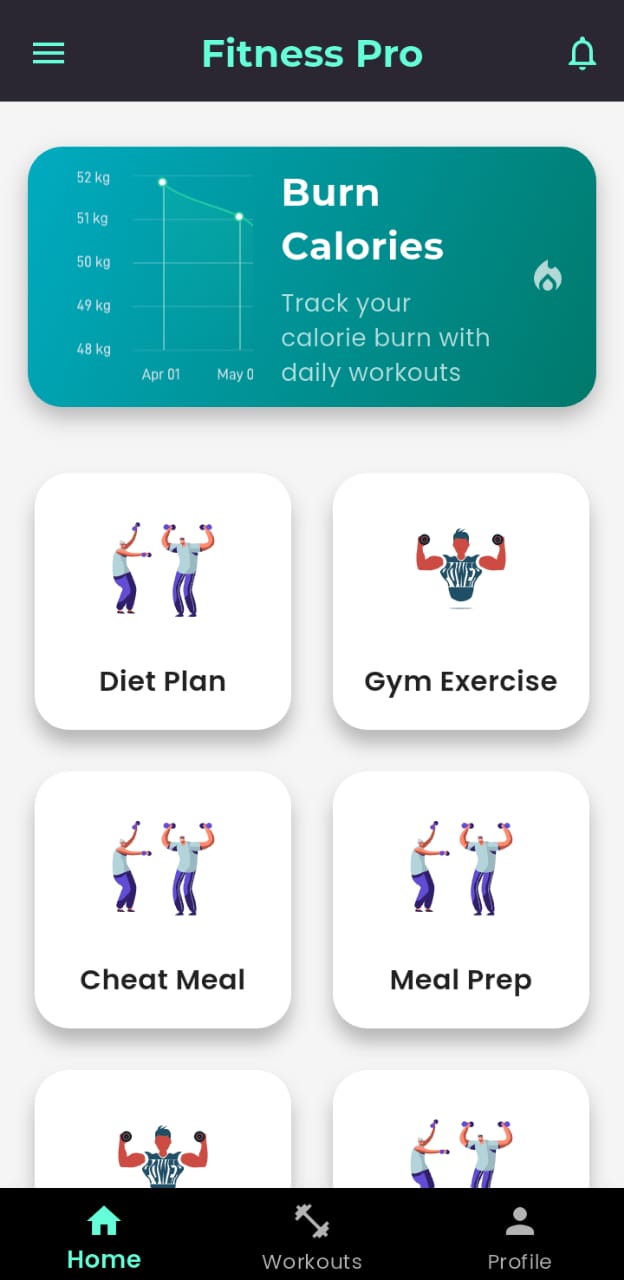 Fitness Pro
52 kg
51 kg
50 kg
49 kg
48 kg
Apr 01 May 0
Burn
Calories
Track your
calorie burn with
daily workouts
Diet Plan
Gym Exercise
Cheat Meal
Meal Prep
Home
Workouts
Profile